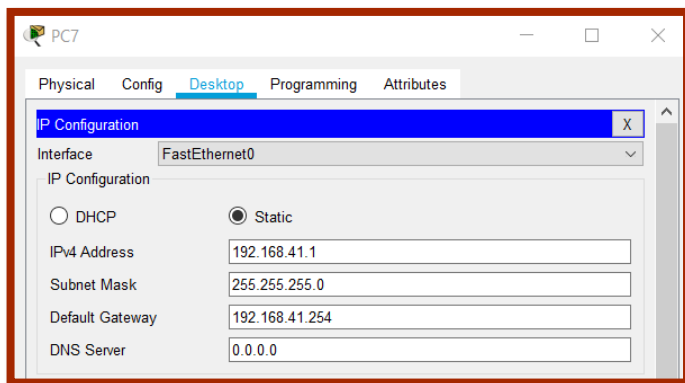 PC7
Physical Config Desktop Programming Attributes
IP Configuration X
Interface FastEthernet0
IP Configuration
DHCP Static
IPv4 Address 192.168.41.1
Subnet Mask 255.255.255.0
Default Gateway 192.168.41.254
DNS Server 0.0.0.0